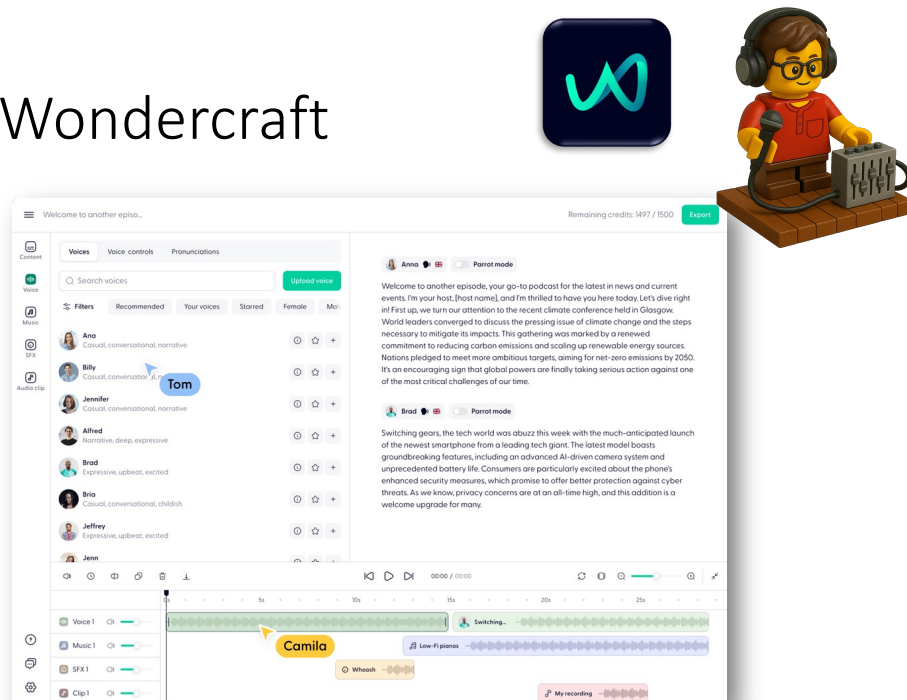 Wondercraft
Welcome to another episo...
Remaining credits: 1497 / 1500
Export
Content
Voice
Music
SFX
Audio clip
Voices
Voice controls
Pronunciations
Search voices
Upload voice
Filters
Recommended
Your voices
Starred
Female
Ana
Casual, conversational, narrative
Billy
Casual, conversational,
Tom
Jennifer
Casual, conversational, narrative
Alfred
Narrative, deep, expressive
Brad
Expressive, upbeat, excited
Bria
Casual, conversational, childish
Jeffrey
Expressive, upbeat, excited
Jenn
Anna
Parrot mode
Welcome to another episode, your go-to podcast for the latest in news and current
events. I'm your host, [host name], and I'm thrilled to have you here today. Let's dive right
in! First up, we turn our attention to the recent climate conference held in Glasgow.
World leaders converged to discuss the pressing issue of climate change and the steps
necessary to mitigate its impacts. This gathering was marked by a renewed
commitment to reducing carbon emissions and scaling up renewable energy sources.
Nations pledged to meet more ambitious targets, aiming for net-zero emissions by 2050.
It's an encouraging sign that global powers are finally taking serious action against one
of the most critical challenges of our time.
Brad
Parrot mode
Switching gears, the tech world was abuzz this week with the much-anticipated launch
of the newest smartphone from a leading tech giant. The latest model boasts
groundbreaking features, including an advanced AI-driven camera system and
unprecedented battery life. Consumers are particularly excited about the phone's
enhanced security measures, which promise to offer better protection against cyber
threats. As we know, privacy concerns are at an all-time high, and this addition is a
welcome upgrade for many.
00:00 / 00:00
0s 5s 10s 15s 20s 25s
Voice 1
Switching...
Camila
Music 1
Low-Fi pianos
SFX 1
Whoosh
Clip 1
My recording